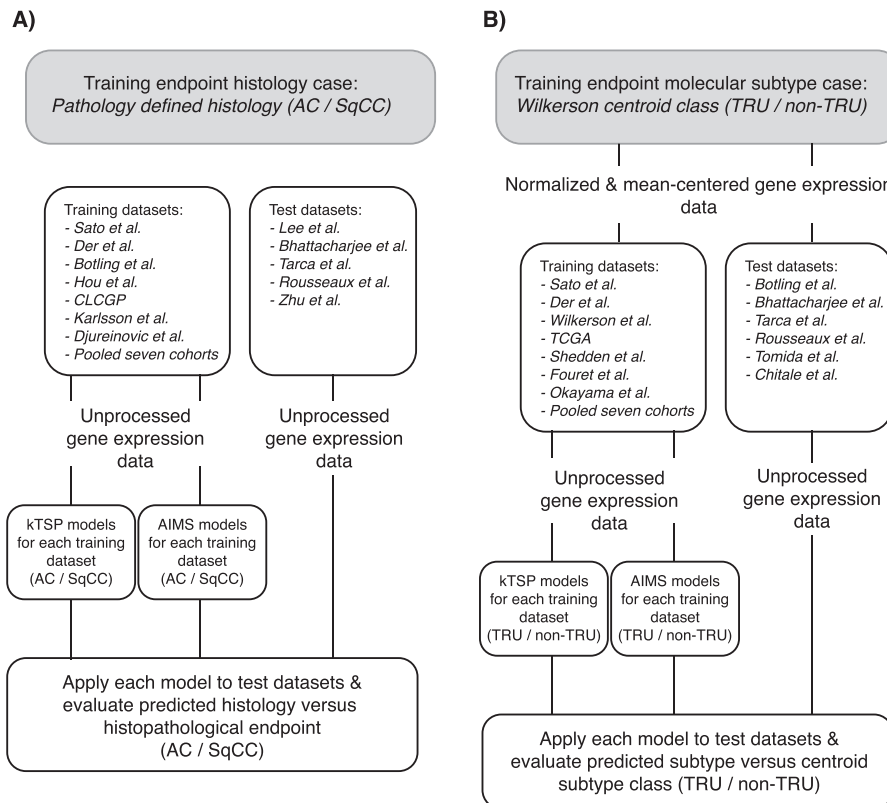 A)
Training endpoint histology case:
Pathology defined histology (AC / SqCC)
Training datasets:
- Sato et al.
- Der et al.
- Botling et al.
- Hou et al.
- CLCGP
- Karlsson et al.
- Djureinovic et al.
- Pooled seven cohorts
Test datasets:
- Lee et al.
- Bhattacharjee et al.
- Tarca et al.
- Rousseaux et al.
- Zhu et al.
Unprocessed
gene expression
data
Unprocessed
gene expression
data
kTSP models
for each training
dataset
(AC / SqCC)
AIMS models
for each training
dataset
(AC / SqCC)
Apply each model to test datasets &
evaluate predicted histology versus
histopathological endpoint
(AC / SqCC)
B)
Training endpoint molecular subtype case:
Wilkerson centroid class (TRU / non-TRU)
Normalized & mean-centered gene expression
data
Training datasets:
- Sato et al.
- Der et al.
- Wilkerson et al.
- TCGA
- Shedden et al.
- Fouret et al.
- Okayama et al.
- Pooled seven cohorts
Test datasets:
- Botling et al.
- Bhattacharjee et al.
- Tarca et al.
- Rousseaux et al.
- Tomida et al.
- Chitale et al.
Unprocessed
gene expression
data
Unprocessed
gene expression
data
kTSP models
for each training
dataset
(TRU / non-TRU)
AIMS models
for each training
dataset
(TRU / non-TRU)
Apply each model to test datasets &
evaluate predicted subtype versus centroid
subtype class (TRU / non-TRU)